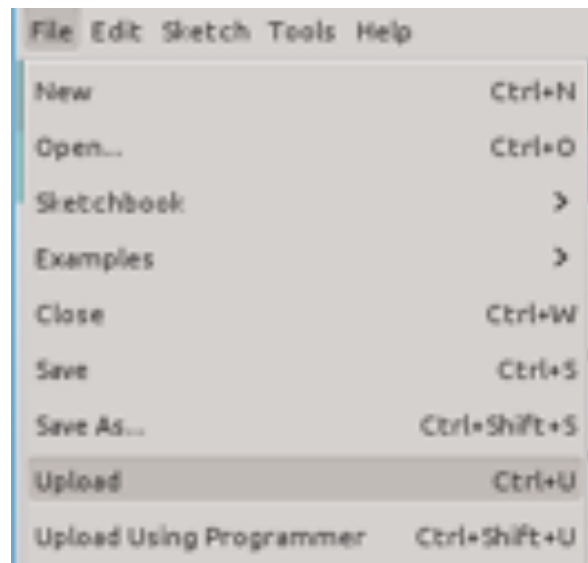 File Edit Sketch Tools Help
New Ctrl+N
Open... Ctrl+O
Sketchbook >
Examples >
Close Ctrl+W
Save Ctrl+S
Save As... Ctrl+Shift+S
Upload Ctrl+U
Upload Using Programmer Ctrl+Shift+U